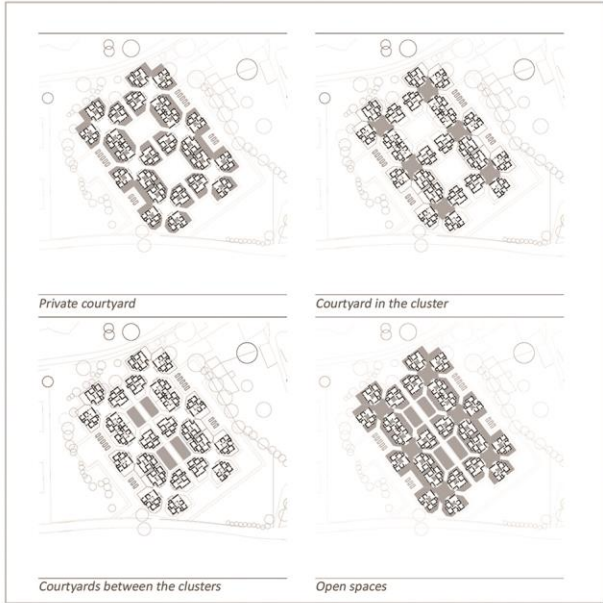 Private courtyard
Courtyard in the cluster
Courtyards between the clusters
Open spaces